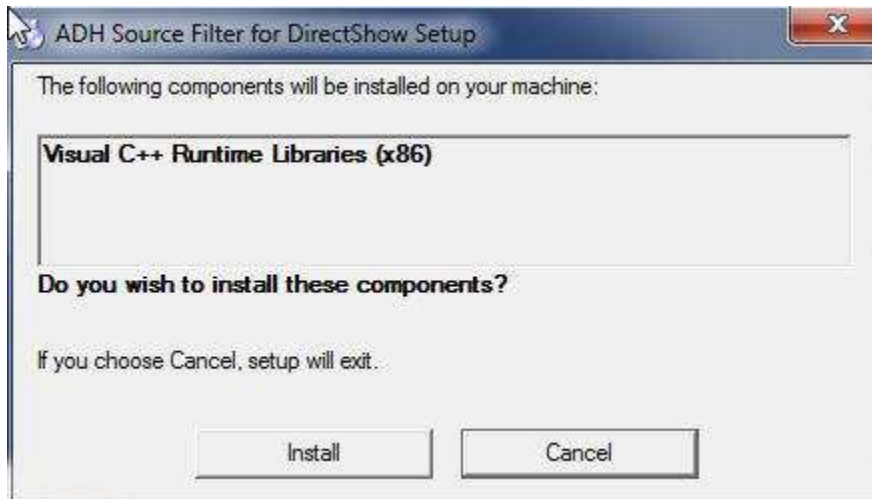 ADH Source Filter for DirectShow Setup
The following components will be installed on your machine:
Visual C++ Runtime Libraries (x86)
Do you wish to install these components?
If you choose Cancel, setup will exit.
Install
Cancel